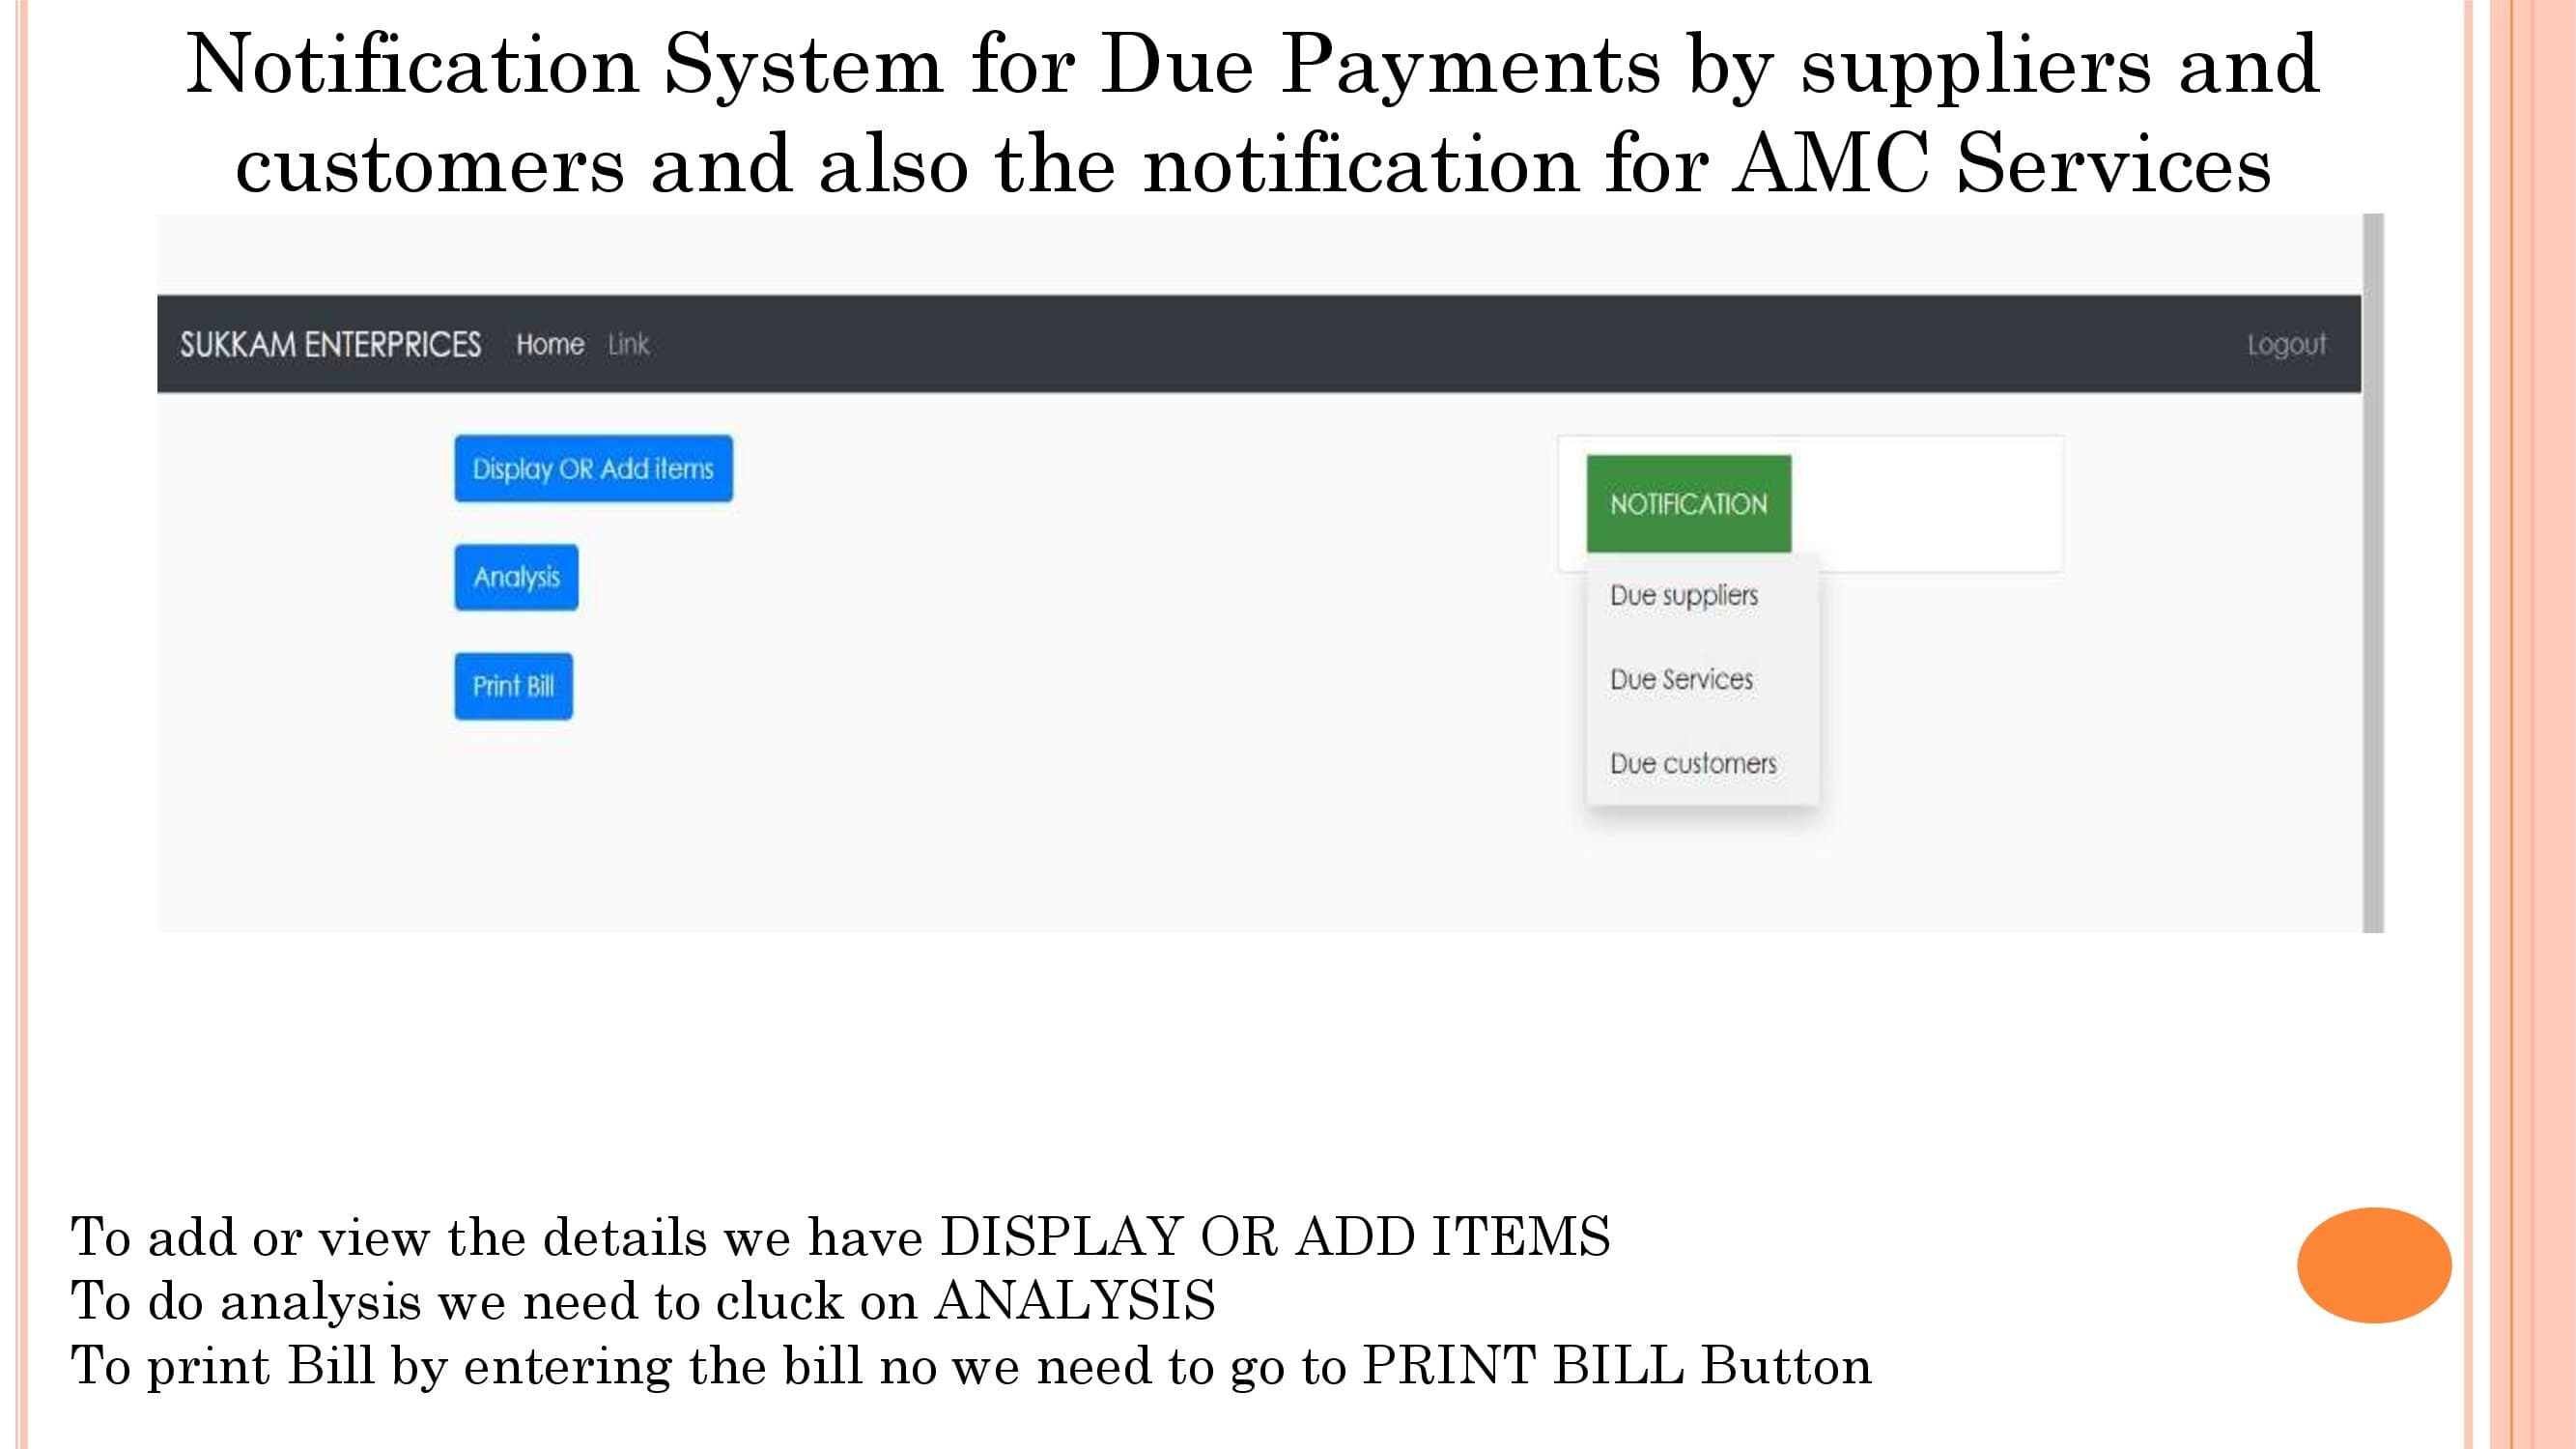 Notification System for Due Payments by suppliers and
customers and also the notification for AMC Services
SUKKAM ENTERPRICES Home Link Logout
Display OR Add items
Analysis
Print Bill
NOTIFICATION
Due suppliers
Due Services
Due customers
To add or view the details we have DISPLAY OR ADD ITEMS
To do analysis we need to cluck on ANALYSIS
To print Bill by entering the bill no we need to go to PRINT BILL Button